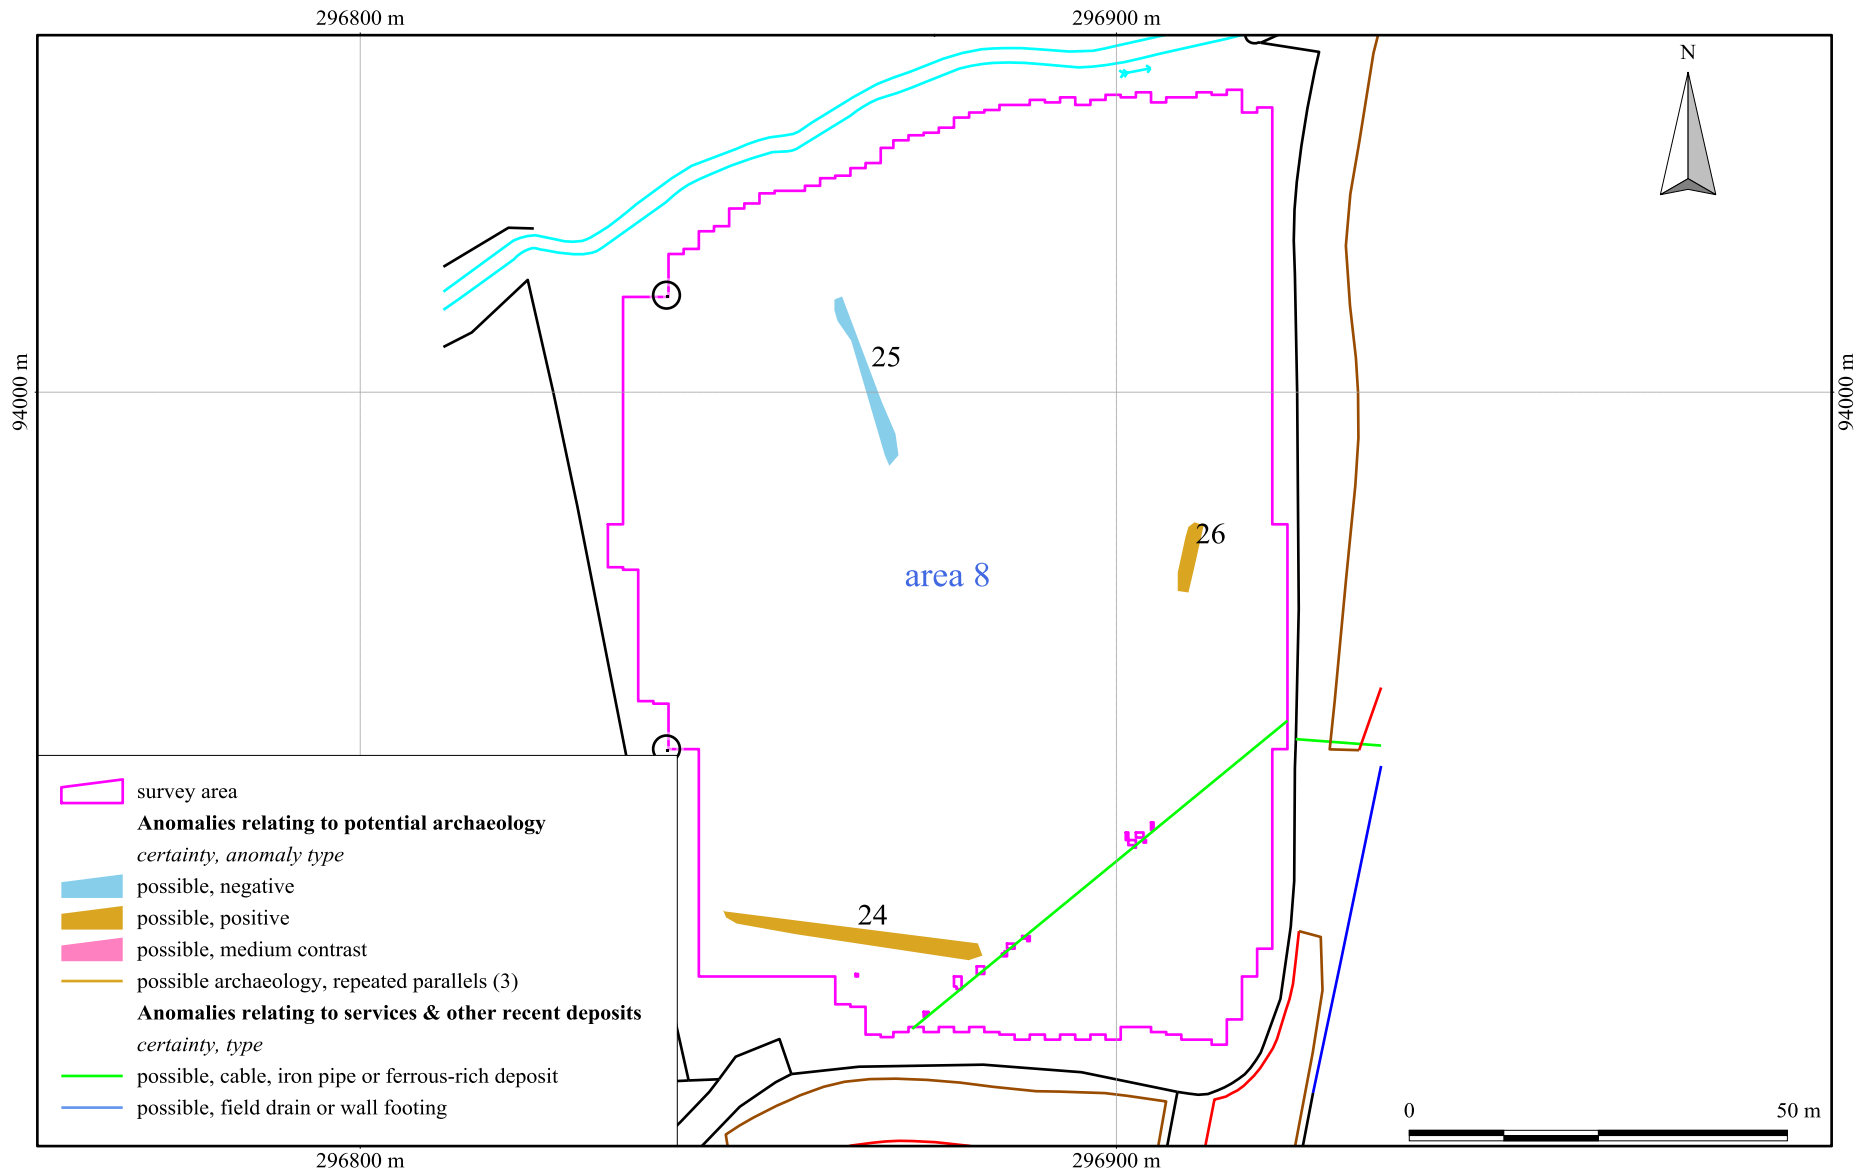 296800 m
296900 m
N
94000 m
94000 m
25
26
area 8
24
survey area
Anomalies relating to potential archaeology
certainty, anomaly type
possible, negative
possible, positive
possible, medium contrast
possible archaeology, repeated parallels (3)
Anomalies relating to services & other recent deposits
certainty, type
possible, cable, iron pipe or ferrous-rich deposit
possible, field drain or wall footing
0
50 m
296800 m
296900 m